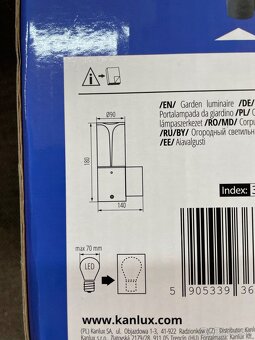 Ø90
180
140
/EN/ Garden luminaire /DE/
Portalampada da giardino /PL/
lámpaszerkezet /RO/MD/ Corpu
/RU/BY/ Огородный светильн
/EE/ Aiavalgusti
Index: 3
max 70 mm
LED
5 905339 36
www.kanlux.com
(PL) Kanlux SA, ul. Objazdowa 1-3, 41-922 Radzionków (CZ)